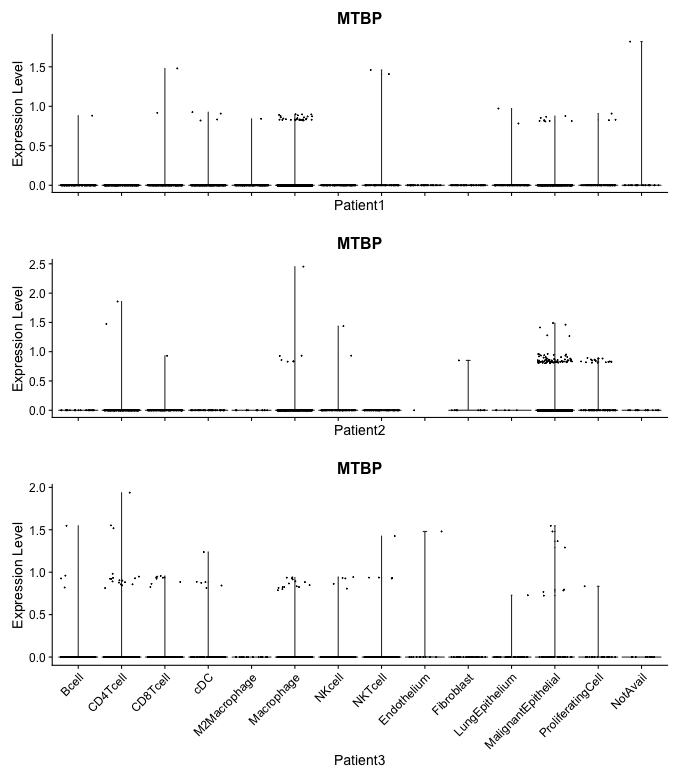 MTBP
Expression Level
1.5
1.0
0.5
0.0
Patient1
MTBP
Expression Level
2.5
2.0
1.5
1.0
0.5
0.0
Patient2
MTBP
Expression Level
2.0
1.5
1.0
0.5
0.0
Bcell
CD4Tcell
CD8Tcell
cDC
M2Macrophage
Macrophage
NKcell
NKTcell
Endothelium
Fibroblast
LungEpithelium
MalignantEpithelial
ProliferatingCell
NotAvail
Patient3